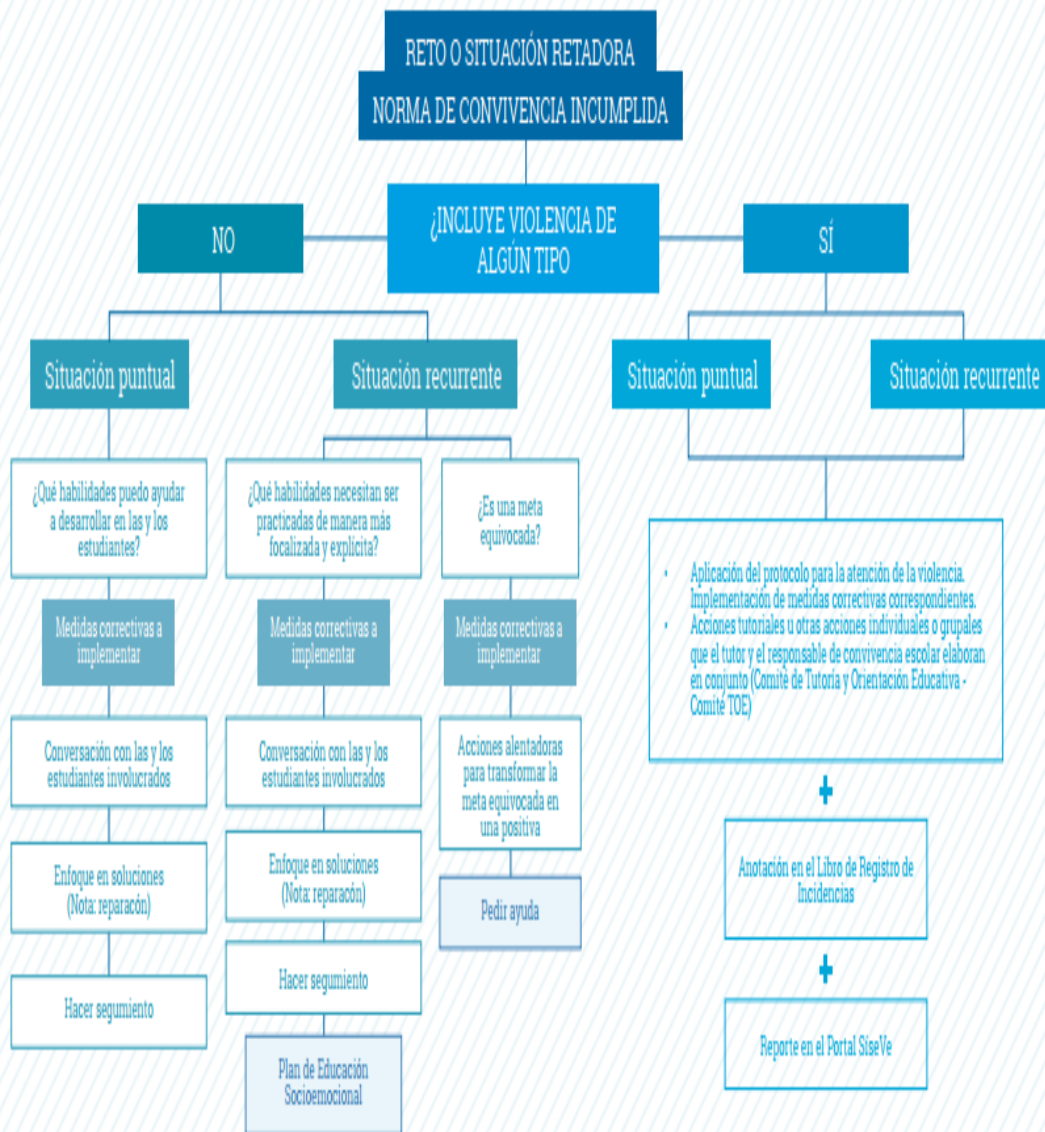 RETO O SITUACIÓN RETADORA
NORMA DE CONVIVENCIA INCUMPLIDA
NO
¿INCLUYE VIOLENCIA DE
ALGÚN TIPO
SÍ
Situación puntual
Situación recurrente
Situación puntual
Situación recurrente
¿Qué habilidades puedo ayudar
a desarrollar en las y los
estudiantes?
¿Qué habilidades necesitan ser
practicadas de manera más
focalizada y explícita?
¿Es una meta
equivocada?
• Aplicación del protocolo para la atención de la violencia.
Implementación de medidas correctivas correspondientes.
• Acciones tutoriales u otras acciones individuales o grupales
que el tutor y el responsable de convivencia escolar elaboran
en conjunto (Comité de Tutoría y Orientación Educativa -
Comité TOE)
Medidas correctivas a
implementar
Medidas correctivas a
implementar
Medidas correctivas a
implementar
Conversación con las y los
estudiantes involucrados
Conversación con las y los
estudiantes involucrados
Acciones alentadoras
para transformar la
meta equivocada en
una positiva
+
Enfoque en soluciones
(Nota: reparacón)
Enfoque en soluciones
(Nota: reparacón)
Pedir ayuda
Anotación en el Libro de Registro de
Incidencias
+
Hacer segumiento
Hacer segumiento
Reporte en el Portal SíseVe
Plan de Educación
Socioemocional